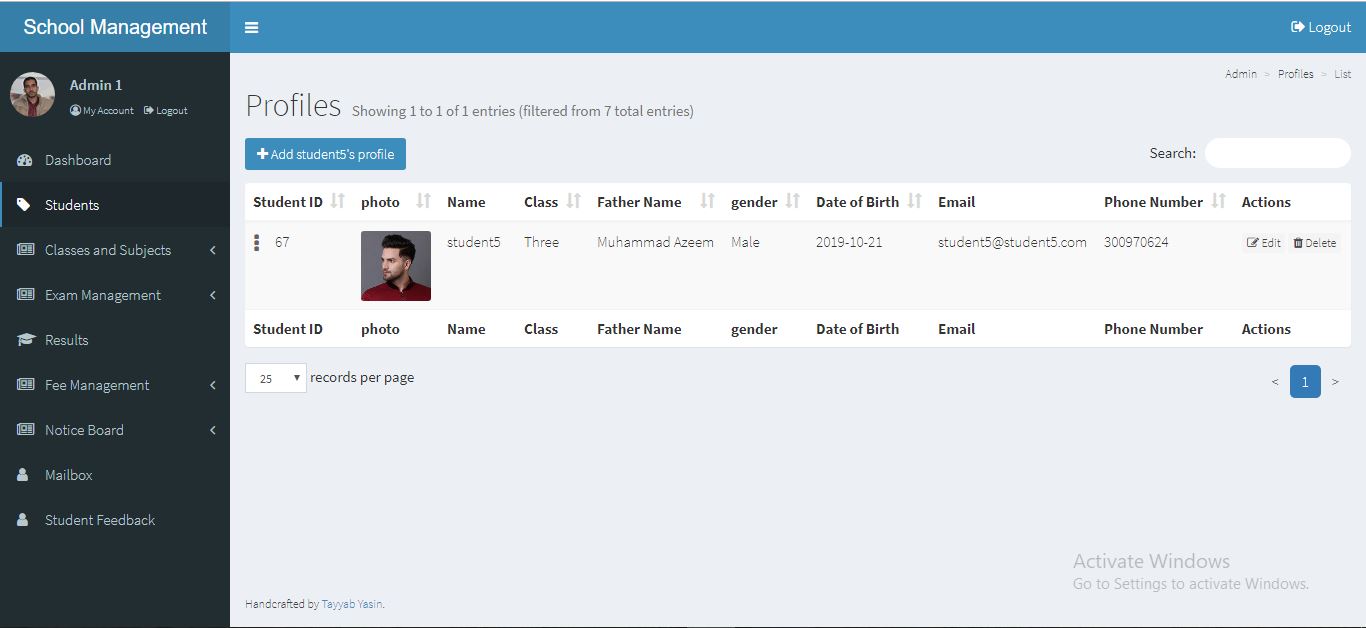 School Management
Logout
Admin 1
My Account Logout
Dashboard
Students
Classes and Subjects
Exam Management
Results
Fee Management
Notice Board
Mailbox
Student Feedback
Admin > Profiles > List
Profiles Showing 1 to 1 of 1 entries (filtered from 7 total entries)
Add student5's profile
Search:
Student ID photo Name Class Father Name gender Date of Birth Email Phone Number Actions
67 student5 Three Muhammad Azeem Male 2019-10-21 student5@student5.com 300970624 Edit Delete
Student ID photo Name Class Father Name gender Date of Birth Email Phone Number Actions
25 records per page
< 1 >
Activate Windows
Go to Settings to activate Windows.
Handcrafted by Tayyab Yasin.